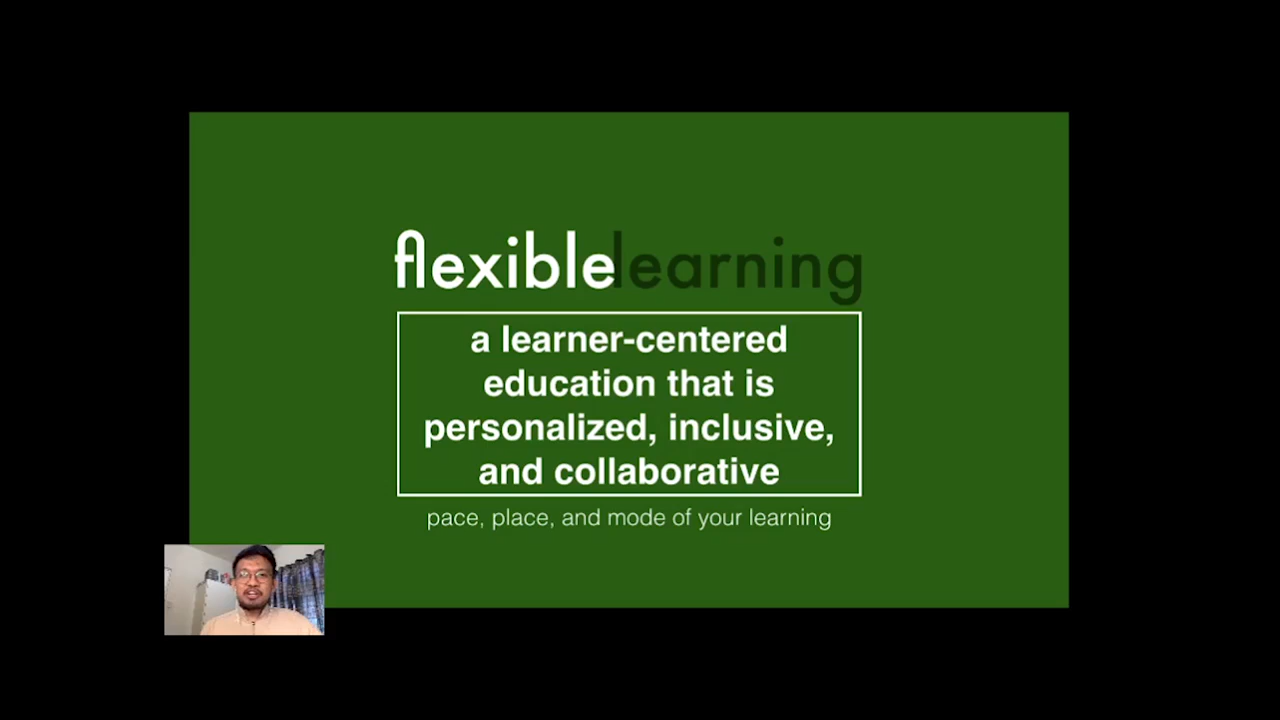 flexiblelearning
a learner-centered
education that is
personalized, inclusive,
and collaborative
pace, place, and mode of your learning